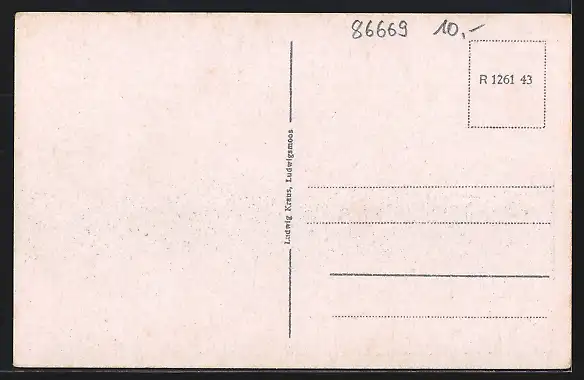 86669 10,-
R 1261 43
Ludwig Kraus, Ludwigsmoos